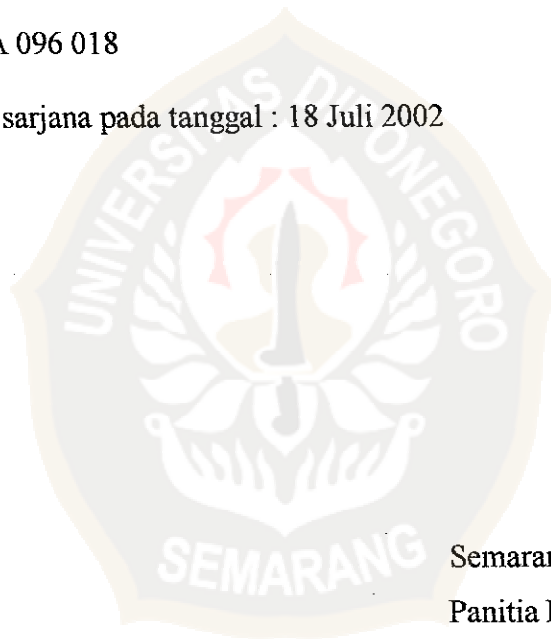 096 018
sarjana pada tanggal : 18 Juli 2002
UNIVERSITAS DIPONEGORO
SEMARANG
Semaran
Panitia